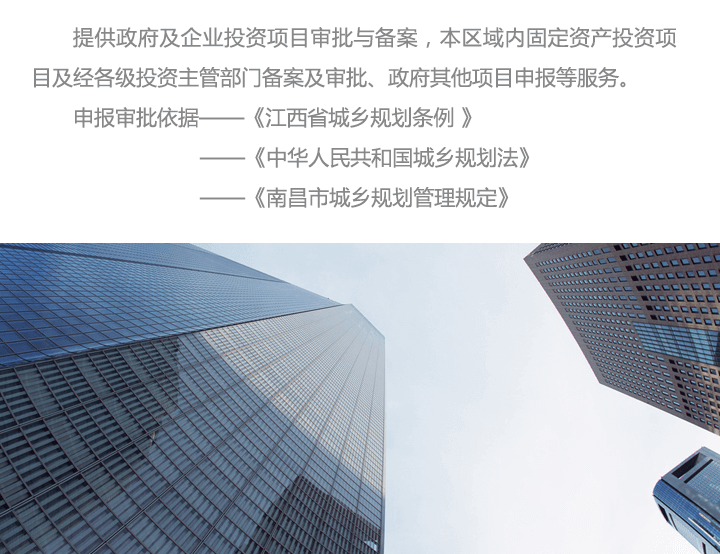 提供政府及企业投资项目审批与备案，本区域内固定资产投资项
目及经各级投资主管部门备案及审批、政府其他项目申报等服务。
申报审批依据——《江西省城乡规划条例 》
——《中华人民共和国城乡规划法》
——《南昌市城乡规划管理规定》